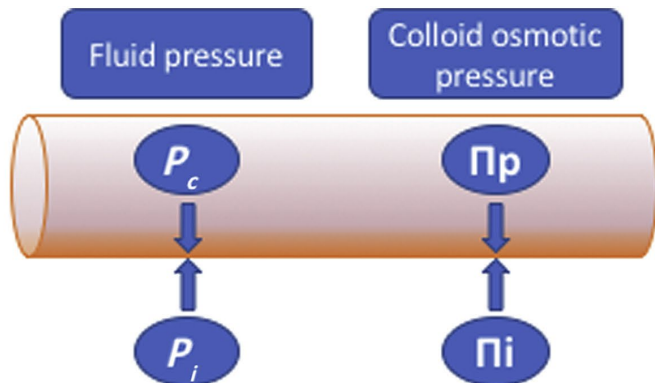 Fluid pressure
Colloid osmotic
pressure
Pc
Πp
Pi
Πi